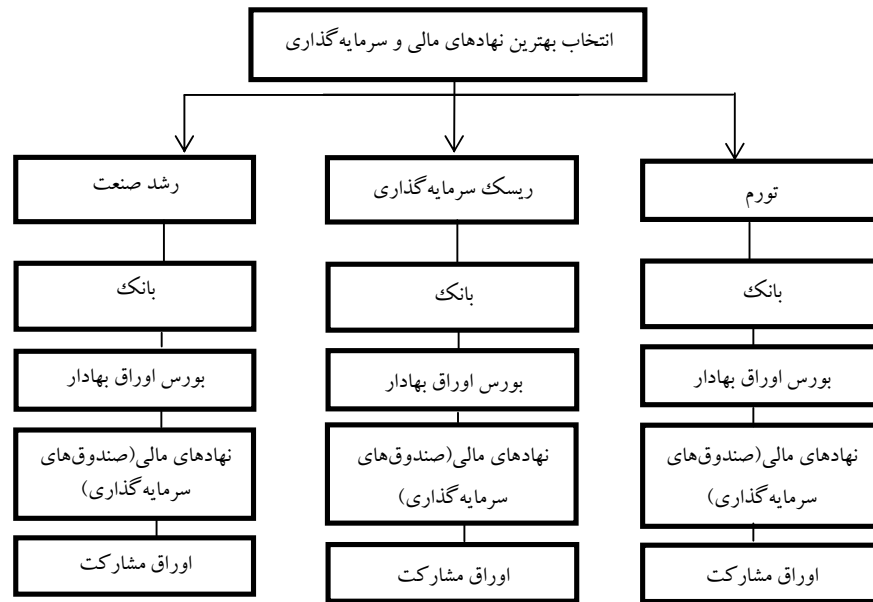 انتخاب بهترین نهادهای مالی و سرمایه‌گذاری
تورم
ریسک سرمایه‌گذاری
رشد صنعت
بانک
بانک
بانک
بورس اوراق بهادار
بورس اوراق بهادار
بورس اوراق بهادار
نهادهای مالی(صندوق‌های
سرمایه‌گذاری)
نهادهای مالی(صندوق‌های
سرمایه‌گذاری)
نهادهای مالی(صندوق‌های
سرمایه‌گذاری)
اوراق مشارکت
اوراق مشارکت
اوراق مشارکت